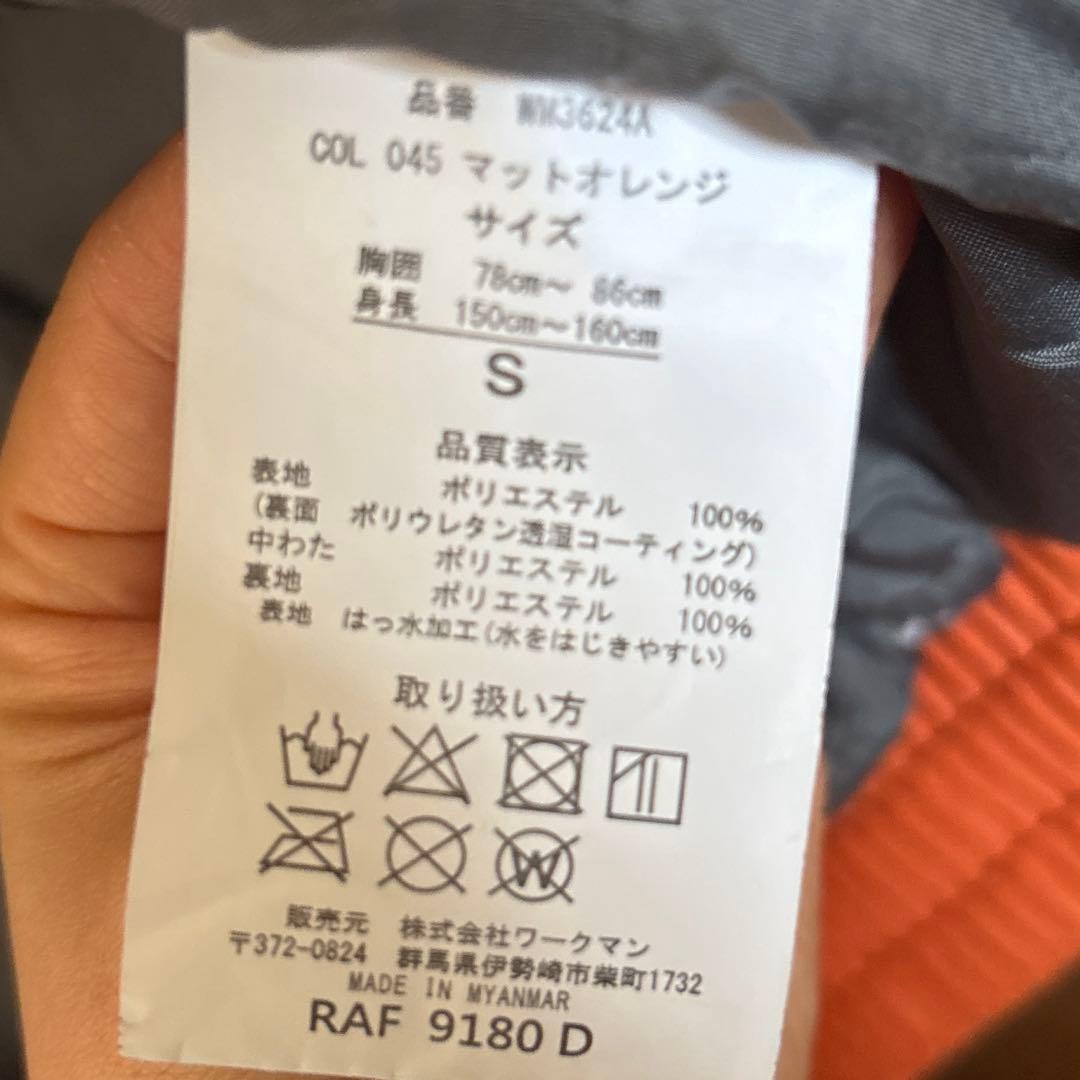 品番 WM3624A
COL 045 マットオレンジ
サイズ
胸囲 78cm～ 86cm
身長 150cm～160cm
S
品質表示
表地 ポリエステル 100%
(裏面 ポリウレタン透湿コーティング)
中わた ポリエステル 100%
裏地 ポリエステル 100%
表地 はっ水加工(水をはじきやすい)
取り扱い方
W
販売元 株式会社ワークマン
〒372-0824 群馬県伊勢崎市柴町1732
MADE IN MYANMAR
RAF 9180 D